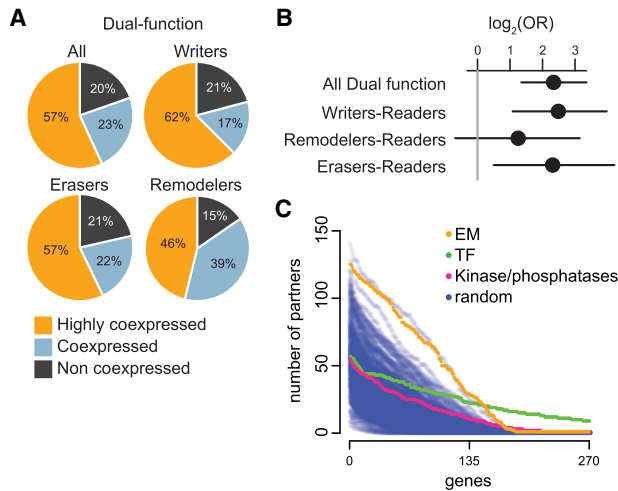 A
Dual-function
All
Writers
20%
57%
23%
21%
62%
17%
Erasers
Remodelers
21%
57%
22%
15%
46%
39%
Highly coexpressed
Coexpressed
Non coexpressed
B
log2(OR)
0 1 2 3
All Dual function
Writers-Readers
Remodelers-Readers
Erasers-Readers
C
number of partners
150
100
50
0
EM
TF
Kinase/phosphatases
random
0 135 270
genes